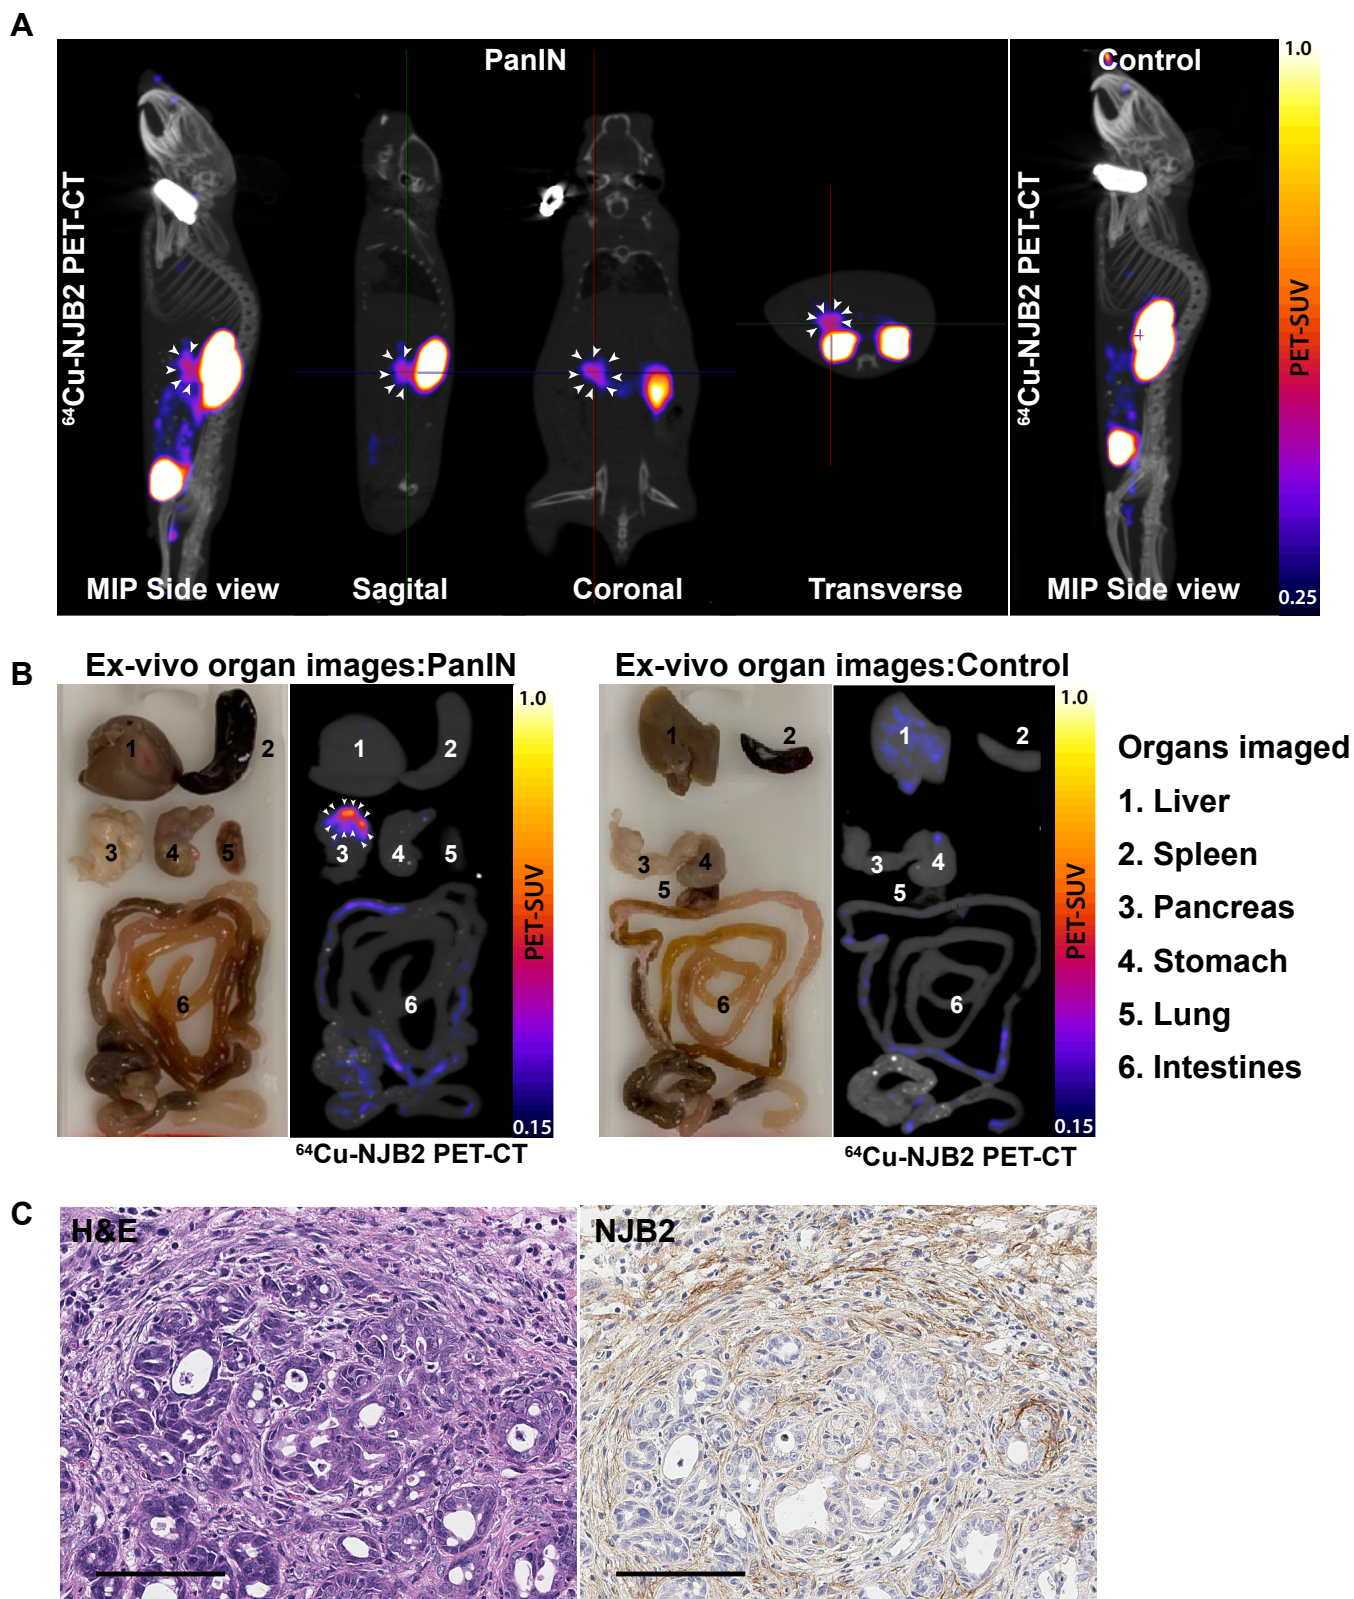 A
PanIN
Control
1.0
⁶⁴Cu-NJB2 PET-CT
⁶⁴Cu-NJB2 PET-CT
PET-SUV
MIP Side view
Sagital
Coronal
Transverse
MIP Side view
0.25
B
Ex-vivo organ images:PanIN
Ex-vivo organ images:Control
1 2
3 4 5
6
1 2
3 4 5
6
1.0
PET-SUV
0.15
1 2
3 4
5
6
1 2
3 4
5
6
1.0
PET-SUV
0.15
⁶⁴Cu-NJB2 PET-CT
⁶⁴Cu-NJB2 PET-CT
Organs imaged
1. Liver
2. Spleen
3. Pancreas
4. Stomach
5. Lung
6. Intestines
C
H&E
NJB2